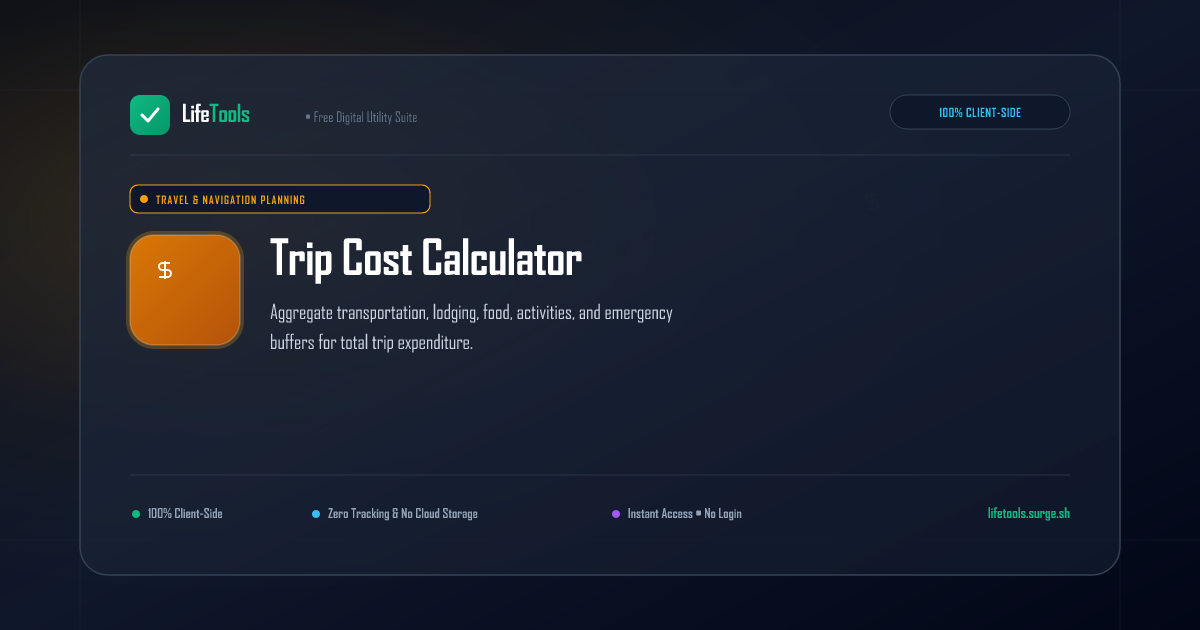 LifeTools
• Free Digital Utility Suite
100% CLIENT-SIDE
TRAVEL & NAVIGATION PLANNING
$
Trip Cost Calculator
Aggregate transportation, lodging, food, activities, and emergency
buffers for total trip expenditure.
100% Client-Side
Zero Tracking & No Cloud Storage
Instant Access • No Login
lifetools.surge.sh